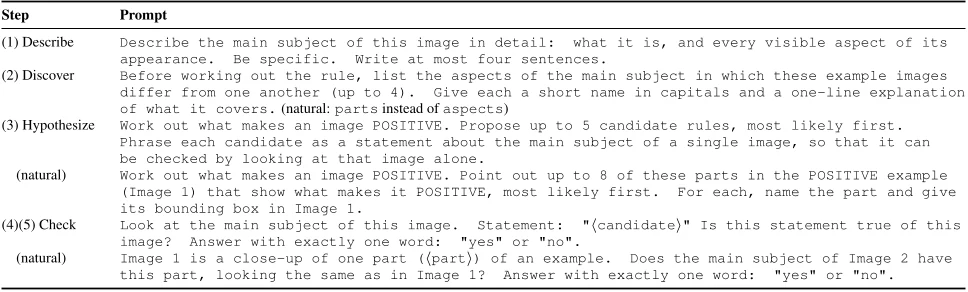 Step Prompt
(1) Describe Describe the main subject of this image in detail: what it is, and every visible aspect of its
appearance. Be specific. Write at most four sentences.
(2) Discover Before working out the rule, list the aspects of the main subject in which these example images
differ from one another (up to 4). Give each a short name in capitals and a one-line explanation
of what it covers. (natural: parts instead of aspects)
(3) Hypothesize Work out what makes an image POSITIVE. Propose up to 5 candidate rules, most likely first.
Phrase each candidate as a statement about the main subject of a single image, so that it can
be checked by looking at that image alone.
(natural) Work out what makes an image POSITIVE. Point out up to 8 of these parts in the POSITIVE example
(Image 1) that show what makes it POSITIVE, most likely first. For each, name the part and give
its bounding box in Image 1.
(4)(5) Check Look at the main subject of this image. Statement: "⟨candidate⟩" Is this statement true of this
image? Answer with exactly one word: "yes" or "no".
(natural) Image 1 is a close-up of one part (⟨part⟩) of an example. Does the main subject of Image 2 have
this part, looking the same as in Image 1? Answer with exactly one word: "yes" or "no".